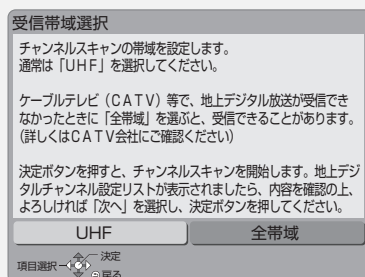 受信帯域選択
チャンネルスキャンの帯域を設定します。
通常は「UHF」を選択してください。
ケーブルテレビ(CATV)等で、地上デジタル放送が受信でき
なかったときに「全帯域」を選ぶと、受信できることがあります。
(詳しくはCATV会社にご確認ください)
決定ボタンを押すと、チャンネルスキャンを開始します。地上デジ
タルチャンネル設定リストが表示されましたら、内容を確認の上、
よろしければ「次へ」を選択し、決定ボタンを押してください。
UHF 全帯域
決定
項目選択
戻る